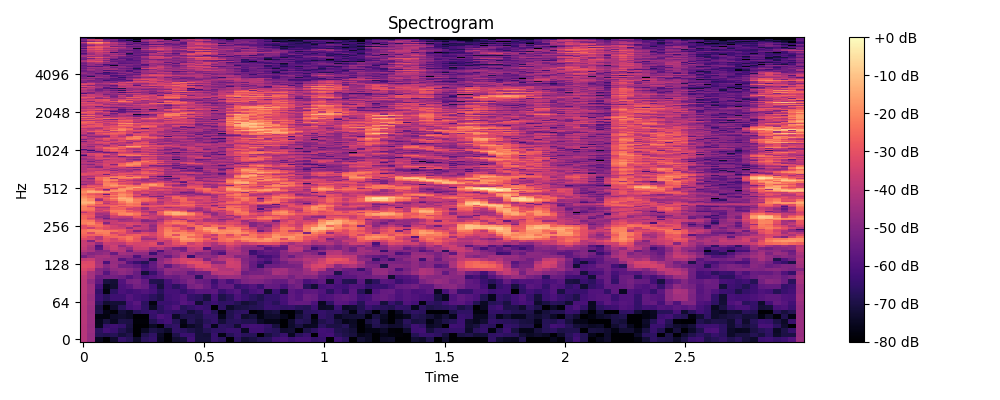 Spectrogram
Hz
4096
2048
1024
512
256
128
64
0
0
0.5
1
1.5
2
2.5
Time
+0 dB
-10 dB
-20 dB
-30 dB
-40 dB
-50 dB
-60 dB
-70 dB
-80 dB